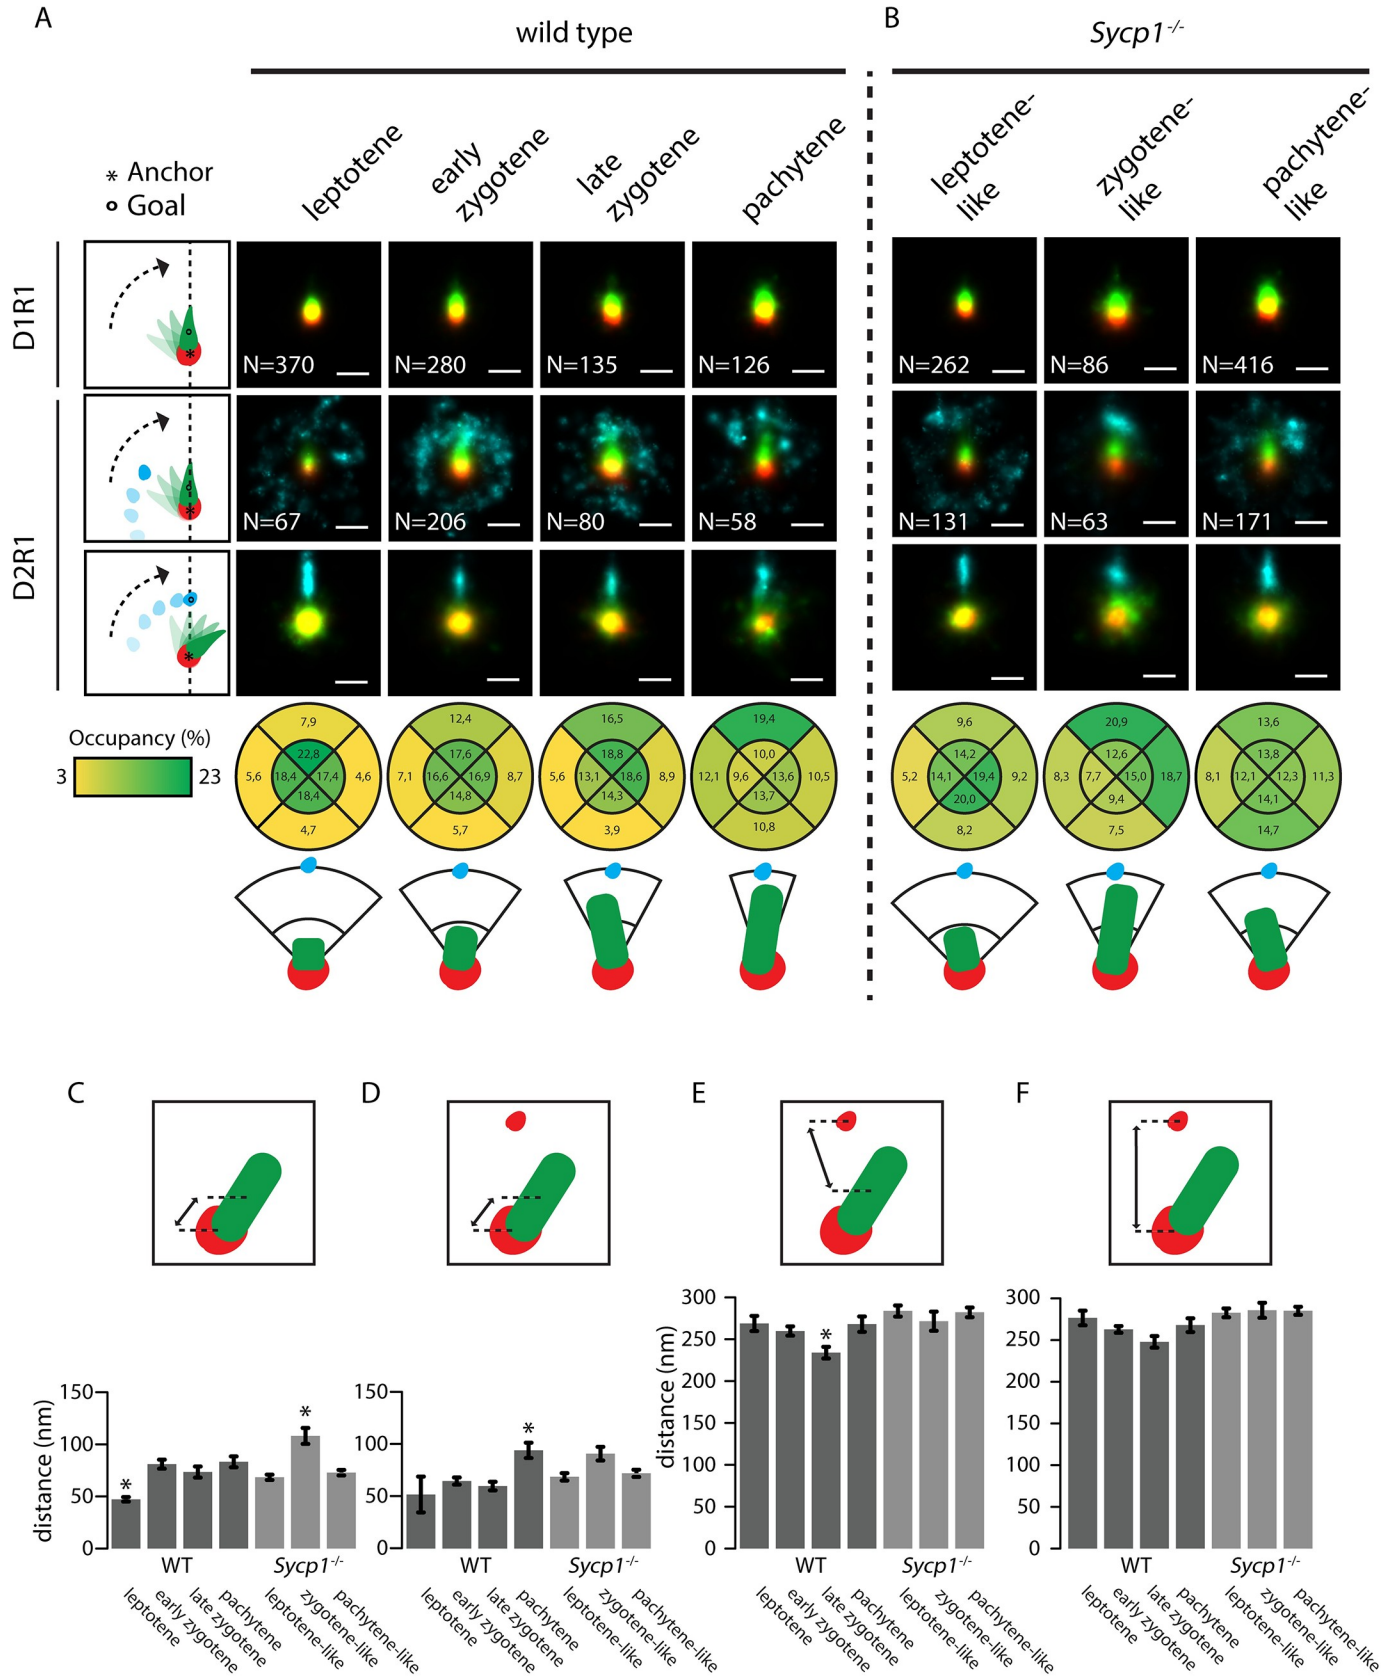 A
B
wild type
Sycp1-/-
* Anchor
o Goal
leptotene
early
zygotene
late
zygotene
pachytene
leptotene-
like
zygotene-
like
pachytene-
like
D1R1
N=370
N=280
N=135
N=126
N=262
N=86
N=416
D2R1
N=67
N=206
N=80
N=58
N=131
N=63
N=171
Occupancy (%)
3
23
7,9
22,8
5,6
18,4
17,4
4,6
18,4
4,7
12,4
17,6
7,1
16,6
16,9
8,7
14,8
5,7
16,5
18,8
5,6
13,1
18,6
8,9
14,3
3,9
19,4
10,0
12,1
9,6
13,6
10,5
13,7
10,8
9,6
14,2
5,2
14,1
19,4
9,2
20,0
8,2
20,9
12,6
8,3
7,7
15,0
18,7
9,4
7,5
13,6
13,8
8,1
12,1
12,3
11,3
14,1
14,7
C
distance (nm)
150
100
50
0
*
*
WT
Sycp1-/-
leptotene
early zygotene
late zygotene
pachytene
leptotene-like
zygotene-like
pachytene-like
D
150
100
50
0
*
WT
Sycp1-/-
leptotene
early zygotene
late zygotene
pachytene
leptotene-like
zygotene-like
pachytene-like
E
distance (nm)
300
250
200
150
100
50
0
*
WT
Sycp1-/-
leptotene
early zygotene
late zygotene
pachytene
leptotene-like
zygotene-like
pachytene-like
F
300
250
200
150
100
50
0
WT
Sycp1-/-
leptotene
early zygotene
late zygotene
pachytene
leptotene-like
zygotene-like
pachytene-like